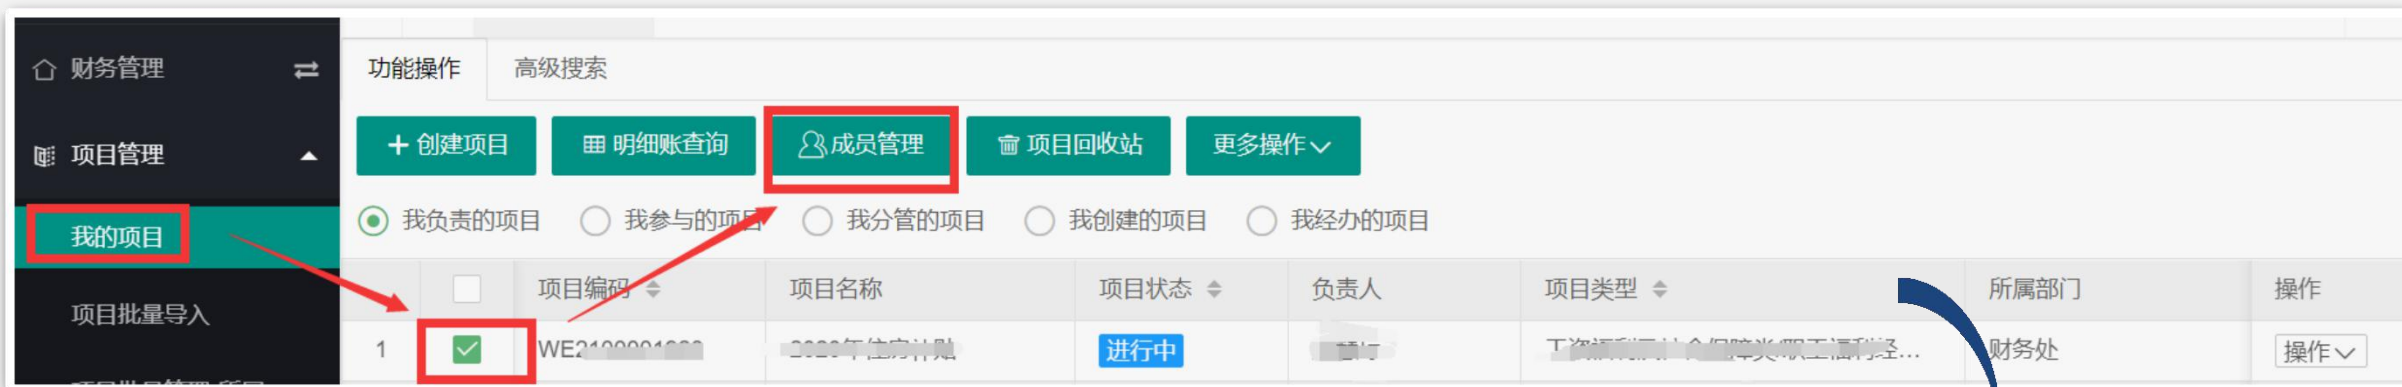 财务管理
功能操作 高级搜索
项目管理
创建项目 明细账查询 成员管理 项目回收站 更多操作
我的项目
我负责的项目 我参与的项目 我分管的项目 我创建的项目 我经办的项目
项目编码 项目名称 项目状态 负责人 项目类型 所属部门 操作
项目批量导入
1 进行中 财务处 操作